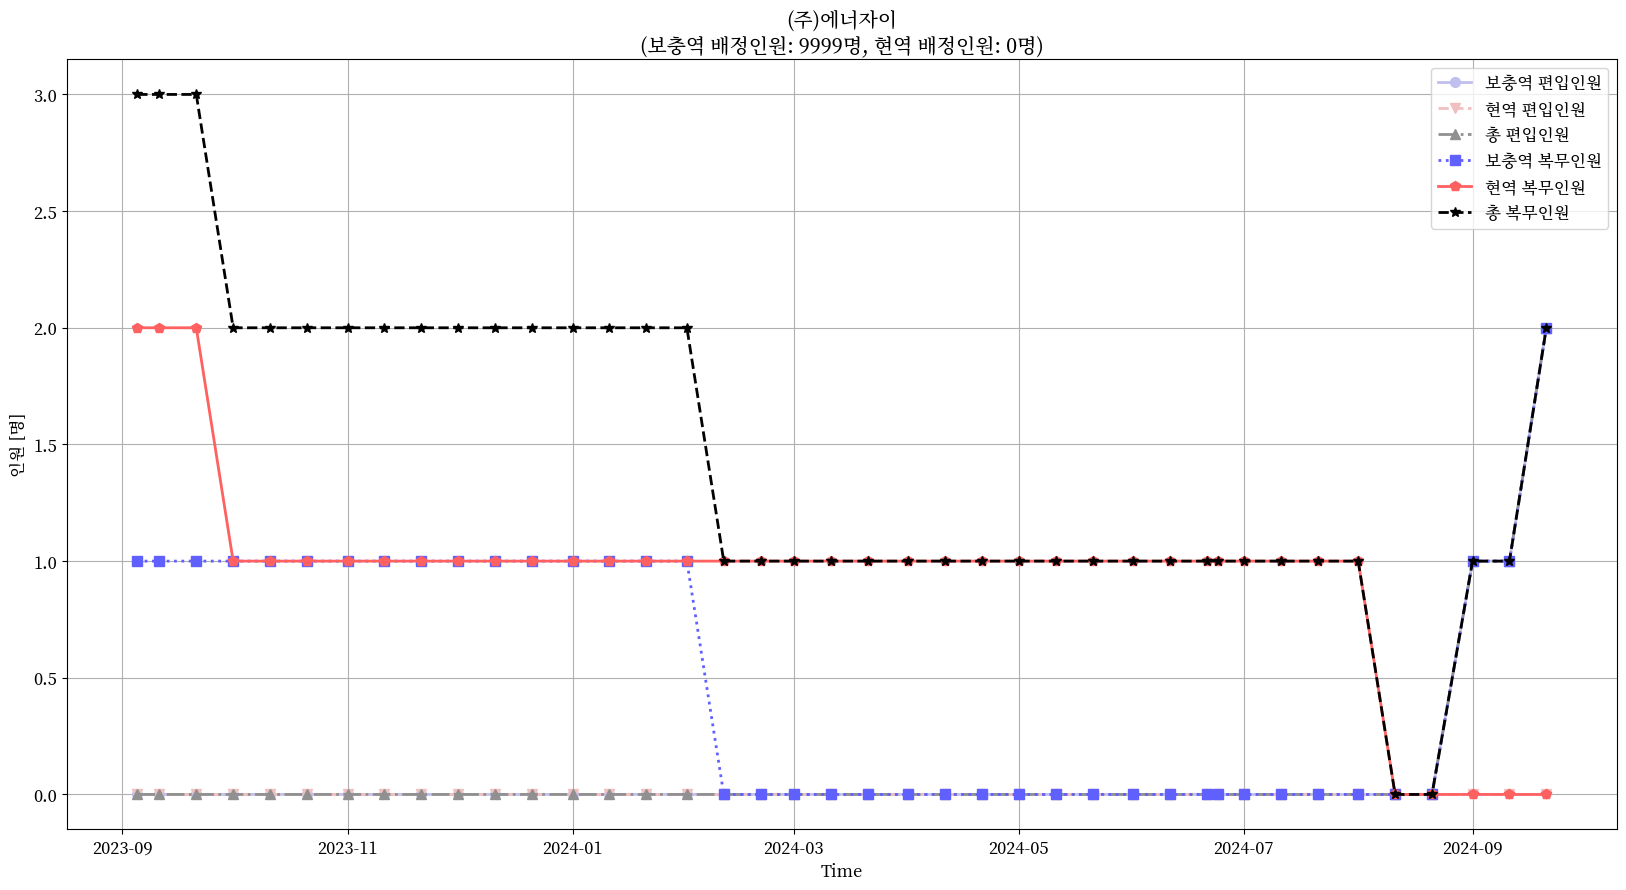 (주)에너자이
(보충역 배정인원: 9999명, 현역 배정인원: 0명)
보충역 편입인원
현역 편입인원
총 편입인원
보충역 복무인원
현역 복무인원
총 복무인원
인원 [명]
3.0
2.5
2.0
1.5
1.0
0.5
0.0
2023-09 2023-11 2024-01 2024-03 2024-05 2024-07 2024-09
Time